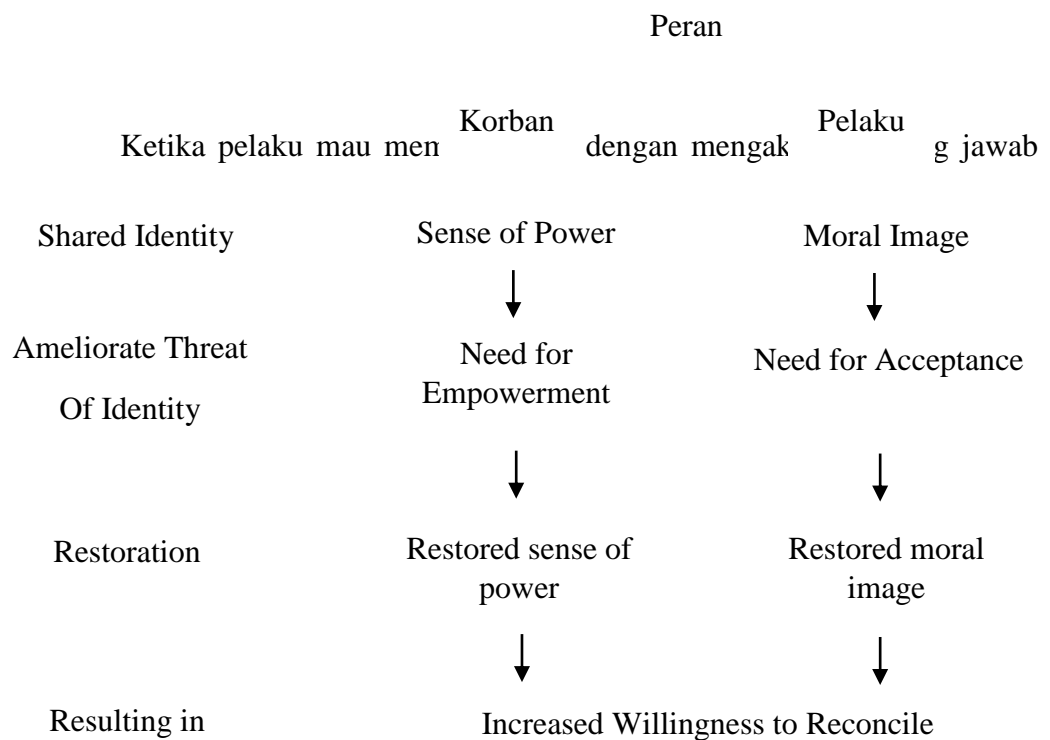 Peran
Korban Pelaku
Ketika pelaku mau dengan jawab
Shared Identity Sense of Power Moral Image
Ameliorate Threat
Of Identity
Need for
Empowerment
Need for Acceptance
Restoration
Restored sense of
power
Restored moral
image
Resulting in Increased Willingness to Reconcile